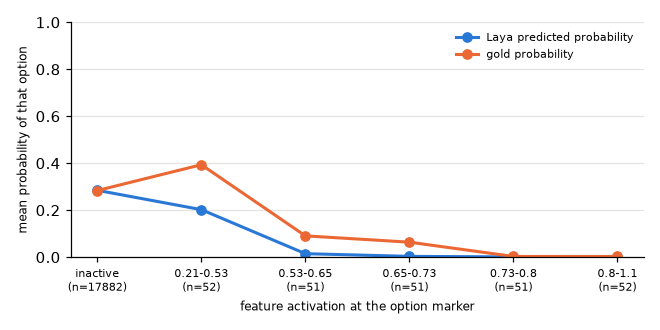 1.0
0.8
0.6
0.4
0.2
0.0
mean probability of that option
Laya predicted probability
gold probability
inactive
(n=17882)
0.21-0.53
(n=52)
0.53-0.65
(n=51)
0.65-0.73
(n=51)
0.73-0.8
(n=51)
0.8-1.1
(n=52)
feature activation at the option marker